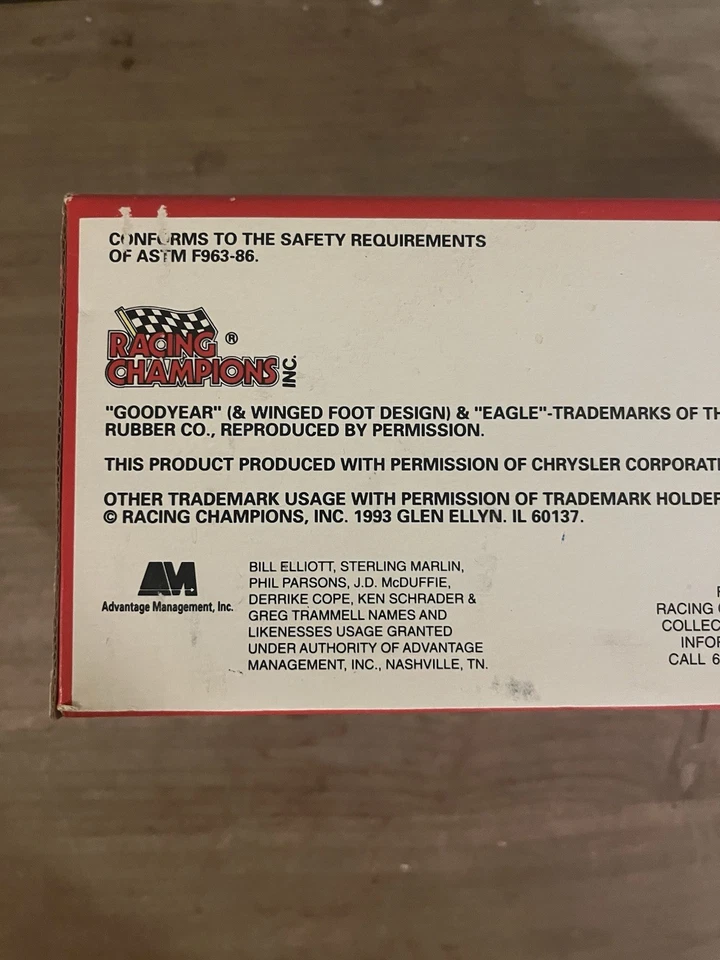 CONFORMS TO THE SAFETY REQUIREMENTS
OF ASTM F963-86.
RACING ®
CHAMPIONS INC.
"GOODYEAR" (& WINGED FOOT DESIGN) & "EAGLE"-TRADEMARKS OF TH
RUBBER CO., REPRODUCED BY PERMISSION.
THIS PRODUCT PRODUCED WITH PERMISSION OF CHRYSLER CORPORATI
OTHER TRADEMARK USAGE WITH PERMISSION OF TRADEMARK HOLDER
© RACING CHAMPIONS, INC. 1993 GLEN ELLYN. IL 60137.
AM
Advantage Management, Inc.
BILL ELLIOTT, STERLING MARLIN,
PHIL PARSONS, J.D. McDUFFIE,
DERRIKE COPE, KEN SCHRADER &
GREG TRAMMELL NAMES AND
LIKENESSES USAGE GRANTED
UNDER AUTHORITY OF ADVANTAGE
MANAGEMENT, INC., NASHVILLE, TN.
RACING
COLLEC
INFOR
CALL 6